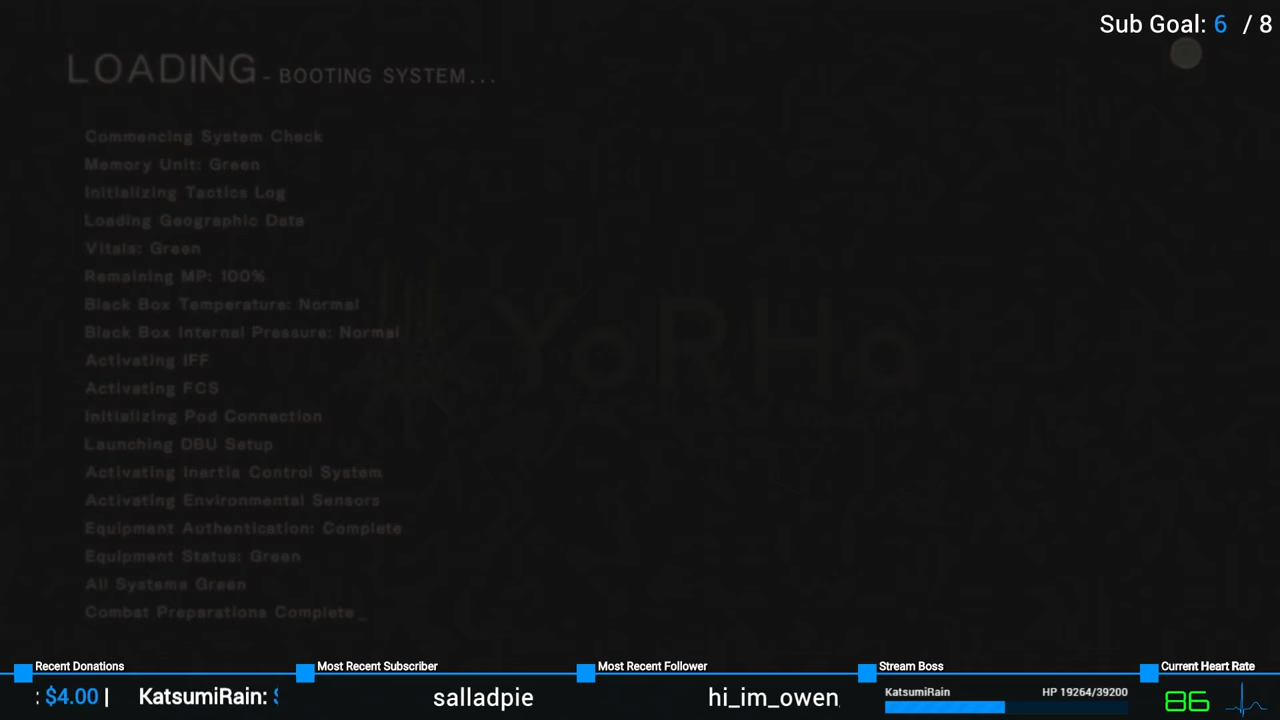 Sub Goal: 6 / 8
LOADING - BOOTING SYSTEM...
Commencing System Check
Memory Unit: Green
Initializing Tactics Log
Loading Geographic Data
Vitals: Green
Remaining MP: 100%
Black Box Temperature: Normal
Black Box Internal Pressure: Normal
Activating IFF
Activating FCS
Initializing Pod Connection
Launching DBU Setup
Activating Inertia Control System
Activating Environmental Sensors
Equipment Authentication: Complete
Equipment Status: Green
All Systems Green
Combat Preparations Complete_
YoRHa
Recent Donations
: $4.00 | KatsumiRain:
Most Recent Subscriber
salladpie
Most Recent Follower
hi_im_owen
Stream Boss
KatsumiRain HP 19264/39200
Current Heart Rate
86